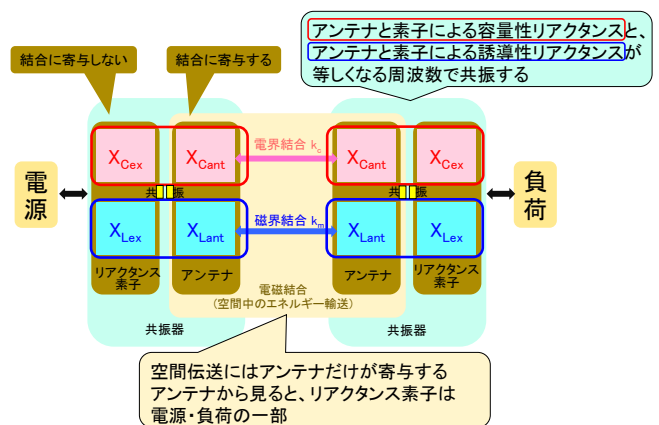 アンテナと素子による容量性リアクタンスと、
アンテナと素子による誘導性リアクタンスが
等しくなる周波数で共振する
結合に寄与しない
結合に寄与する
電源
負荷
XCex
XCant
電界結合 kc
XCant
XCex
共振
共振
XLex
XLant
磁界結合 km
XLant
XLex
リアクタンス
素子
アンテナ
アンテナ
リアクタンス
素子
電磁結合
(空間中のエネルギー輸送)
共振器
共振器
空間伝送にはアンテナだけが寄与する
アンテナから見ると、リアクタンス素子は
電源・負荷の一部